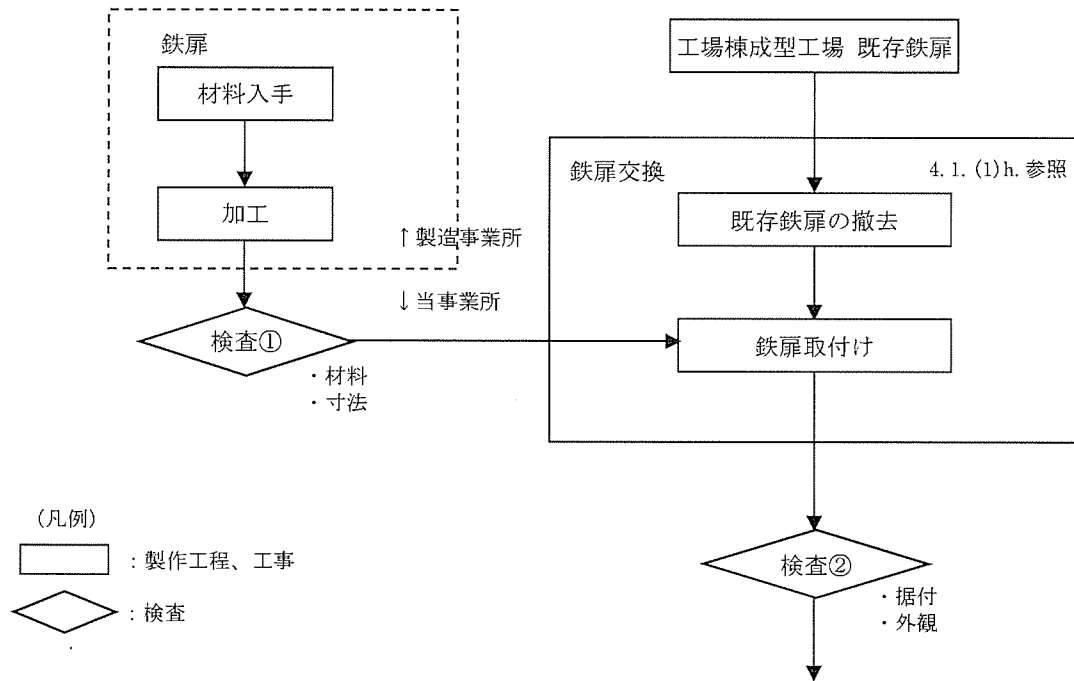 鉄扉
材料入手
加工
↑製造事業所
↓当事業所
検査①
・材料
・寸法
工場棟成型工場 既存鉄扉
鉄扉交換
4.1.(1)h.参照
既存鉄扉の撤去
鉄扉取付け
検査②
・据付
・外観
(凡例)
：製作工程、工事
：検査